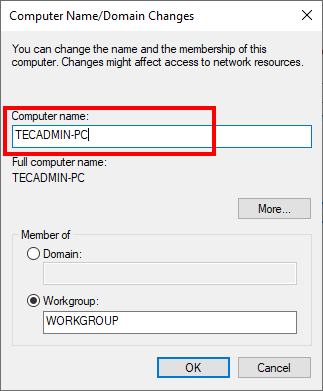 Computer Name/Domain Changes
You can change the name and the membership of this
computer. Changes might affect access to network resources.
Computer name:
TECADMIN-PC
Full computer name:
TECADMIN-PC
More...
Member of
Domain:
Workgroup:
WORKGROUP
OK Cancel